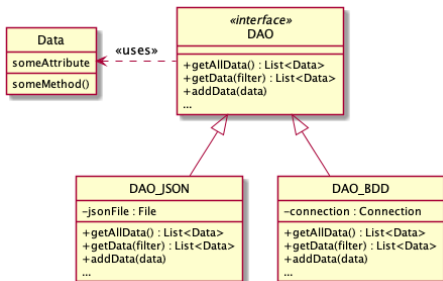 «interface»
DAO
+getAllData() : List<Data>
+getData(filter) : List<Data>
+addData(data)
...
Data
someAttribute
someMethod()
«uses»
DAO_JSON
-jsonFile : File
+getAllData() : List<Data>
+getData(filter) : List<Data>
+addData(data)
...
DAO_BDD
-connection : Connection
+getAllData() : List<Data>
+getData(filter) : List<Data>
+addData(data)
...